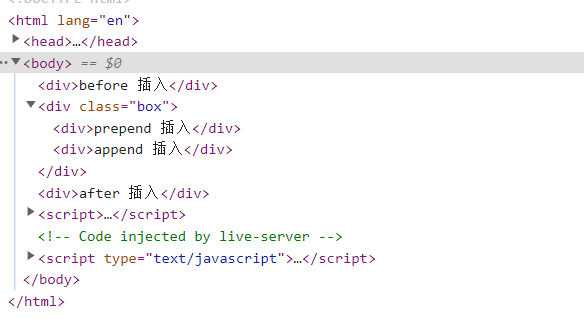 <!DOCTYPE html>
<html lang="en">
<head>…</head>
<body> == $0
<div>before 插入</div>
<div class="box">
<div>prepend 插入</div>
<div>append 插入</div>
</div>
<div>after 插入</div>
<script>…</script>
<!-- Code injected by live-server -->
<script type="text/javascript">…</script>
</body>
</html>